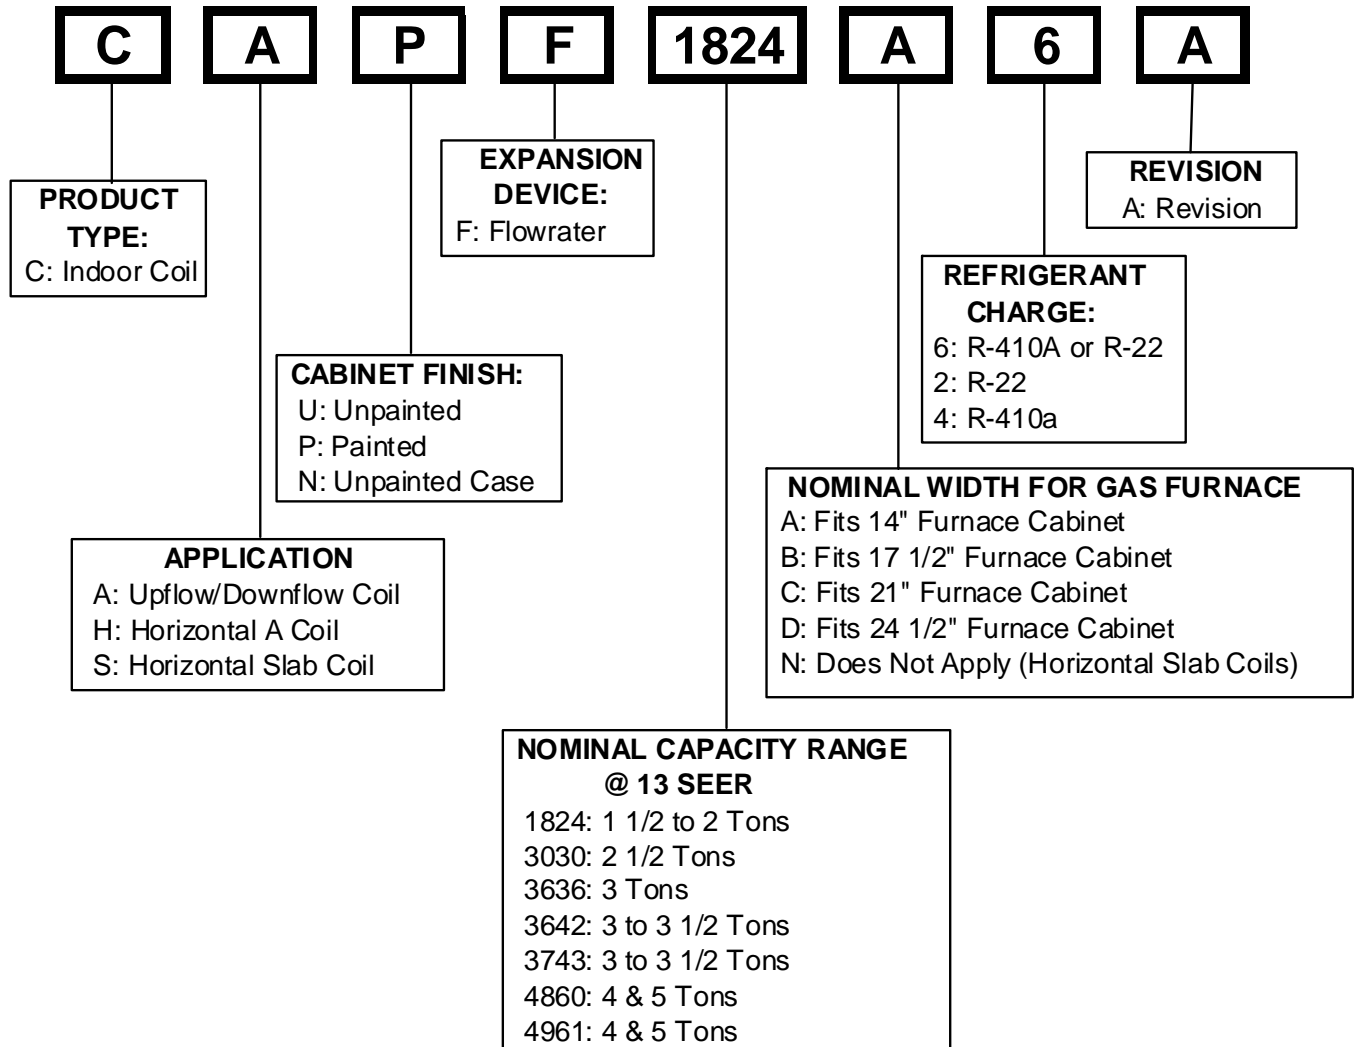 C A P F 1824 A 6 A
PRODUCT
TYPE:
C: Indoor Coil
EXPANSION
DEVICE:
F: Flowrater
REVISION
A: Revision
REFRIGERANT
CHARGE:
6: R-410A or R-22
2: R-22
4: R-410a
CABINET FINISH:
U: Unpainted
P: Painted
N: Unpainted Case
NOMINAL WIDTH FOR GAS FURNACE
A: Fits 14" Furnace Cabinet
B: Fits 17 1/2" Furnace Cabinet
C: Fits 21" Furnace Cabinet
D: Fits 24 1/2" Furnace Cabinet
N: Does Not Apply (Horizontal Slab Coils)
APPLICATION
A: Upflow/Downflow Coil
H: Horizontal A Coil
S: Horizontal Slab Coil
NOMINAL CAPACITY RANGE
@ 13 SEER
1824: 1 1/2 to 2 Tons
3030: 2 1/2 Tons
3636: 3 Tons
3642: 3 to 3 1/2 Tons
3743: 3 to 3 1/2 Tons
4860: 4 & 5 Tons
4961: 4 & 5 Tons